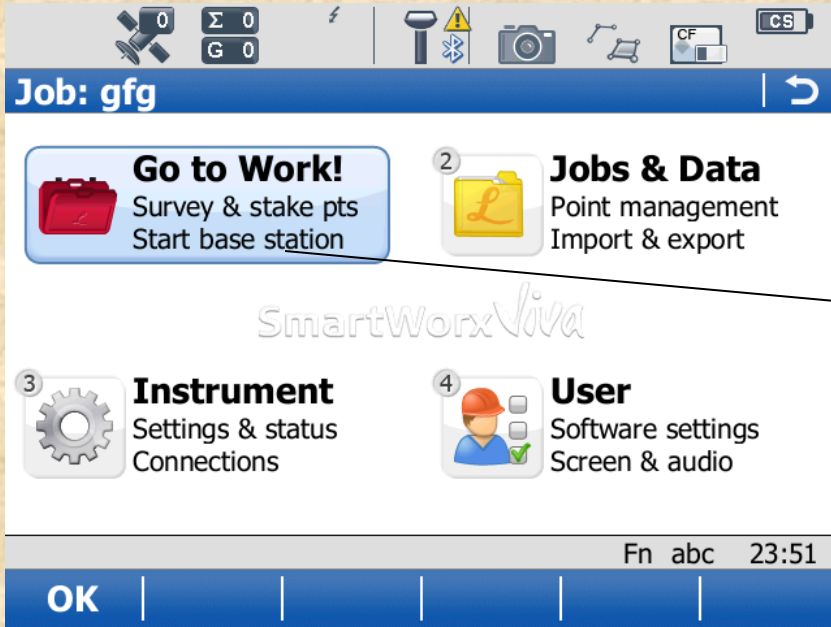 0
Σ 0
G 0
CF
CS
Job: gfg
Go to Work!
Survey & stake pts
Start base station
2
Jobs & Data
Point management
Import & export
SmartWorx Viva
3
Instrument
Settings & status
Connections
4
User
Software settings
Screen & audio
Fn abc 23:51
OK